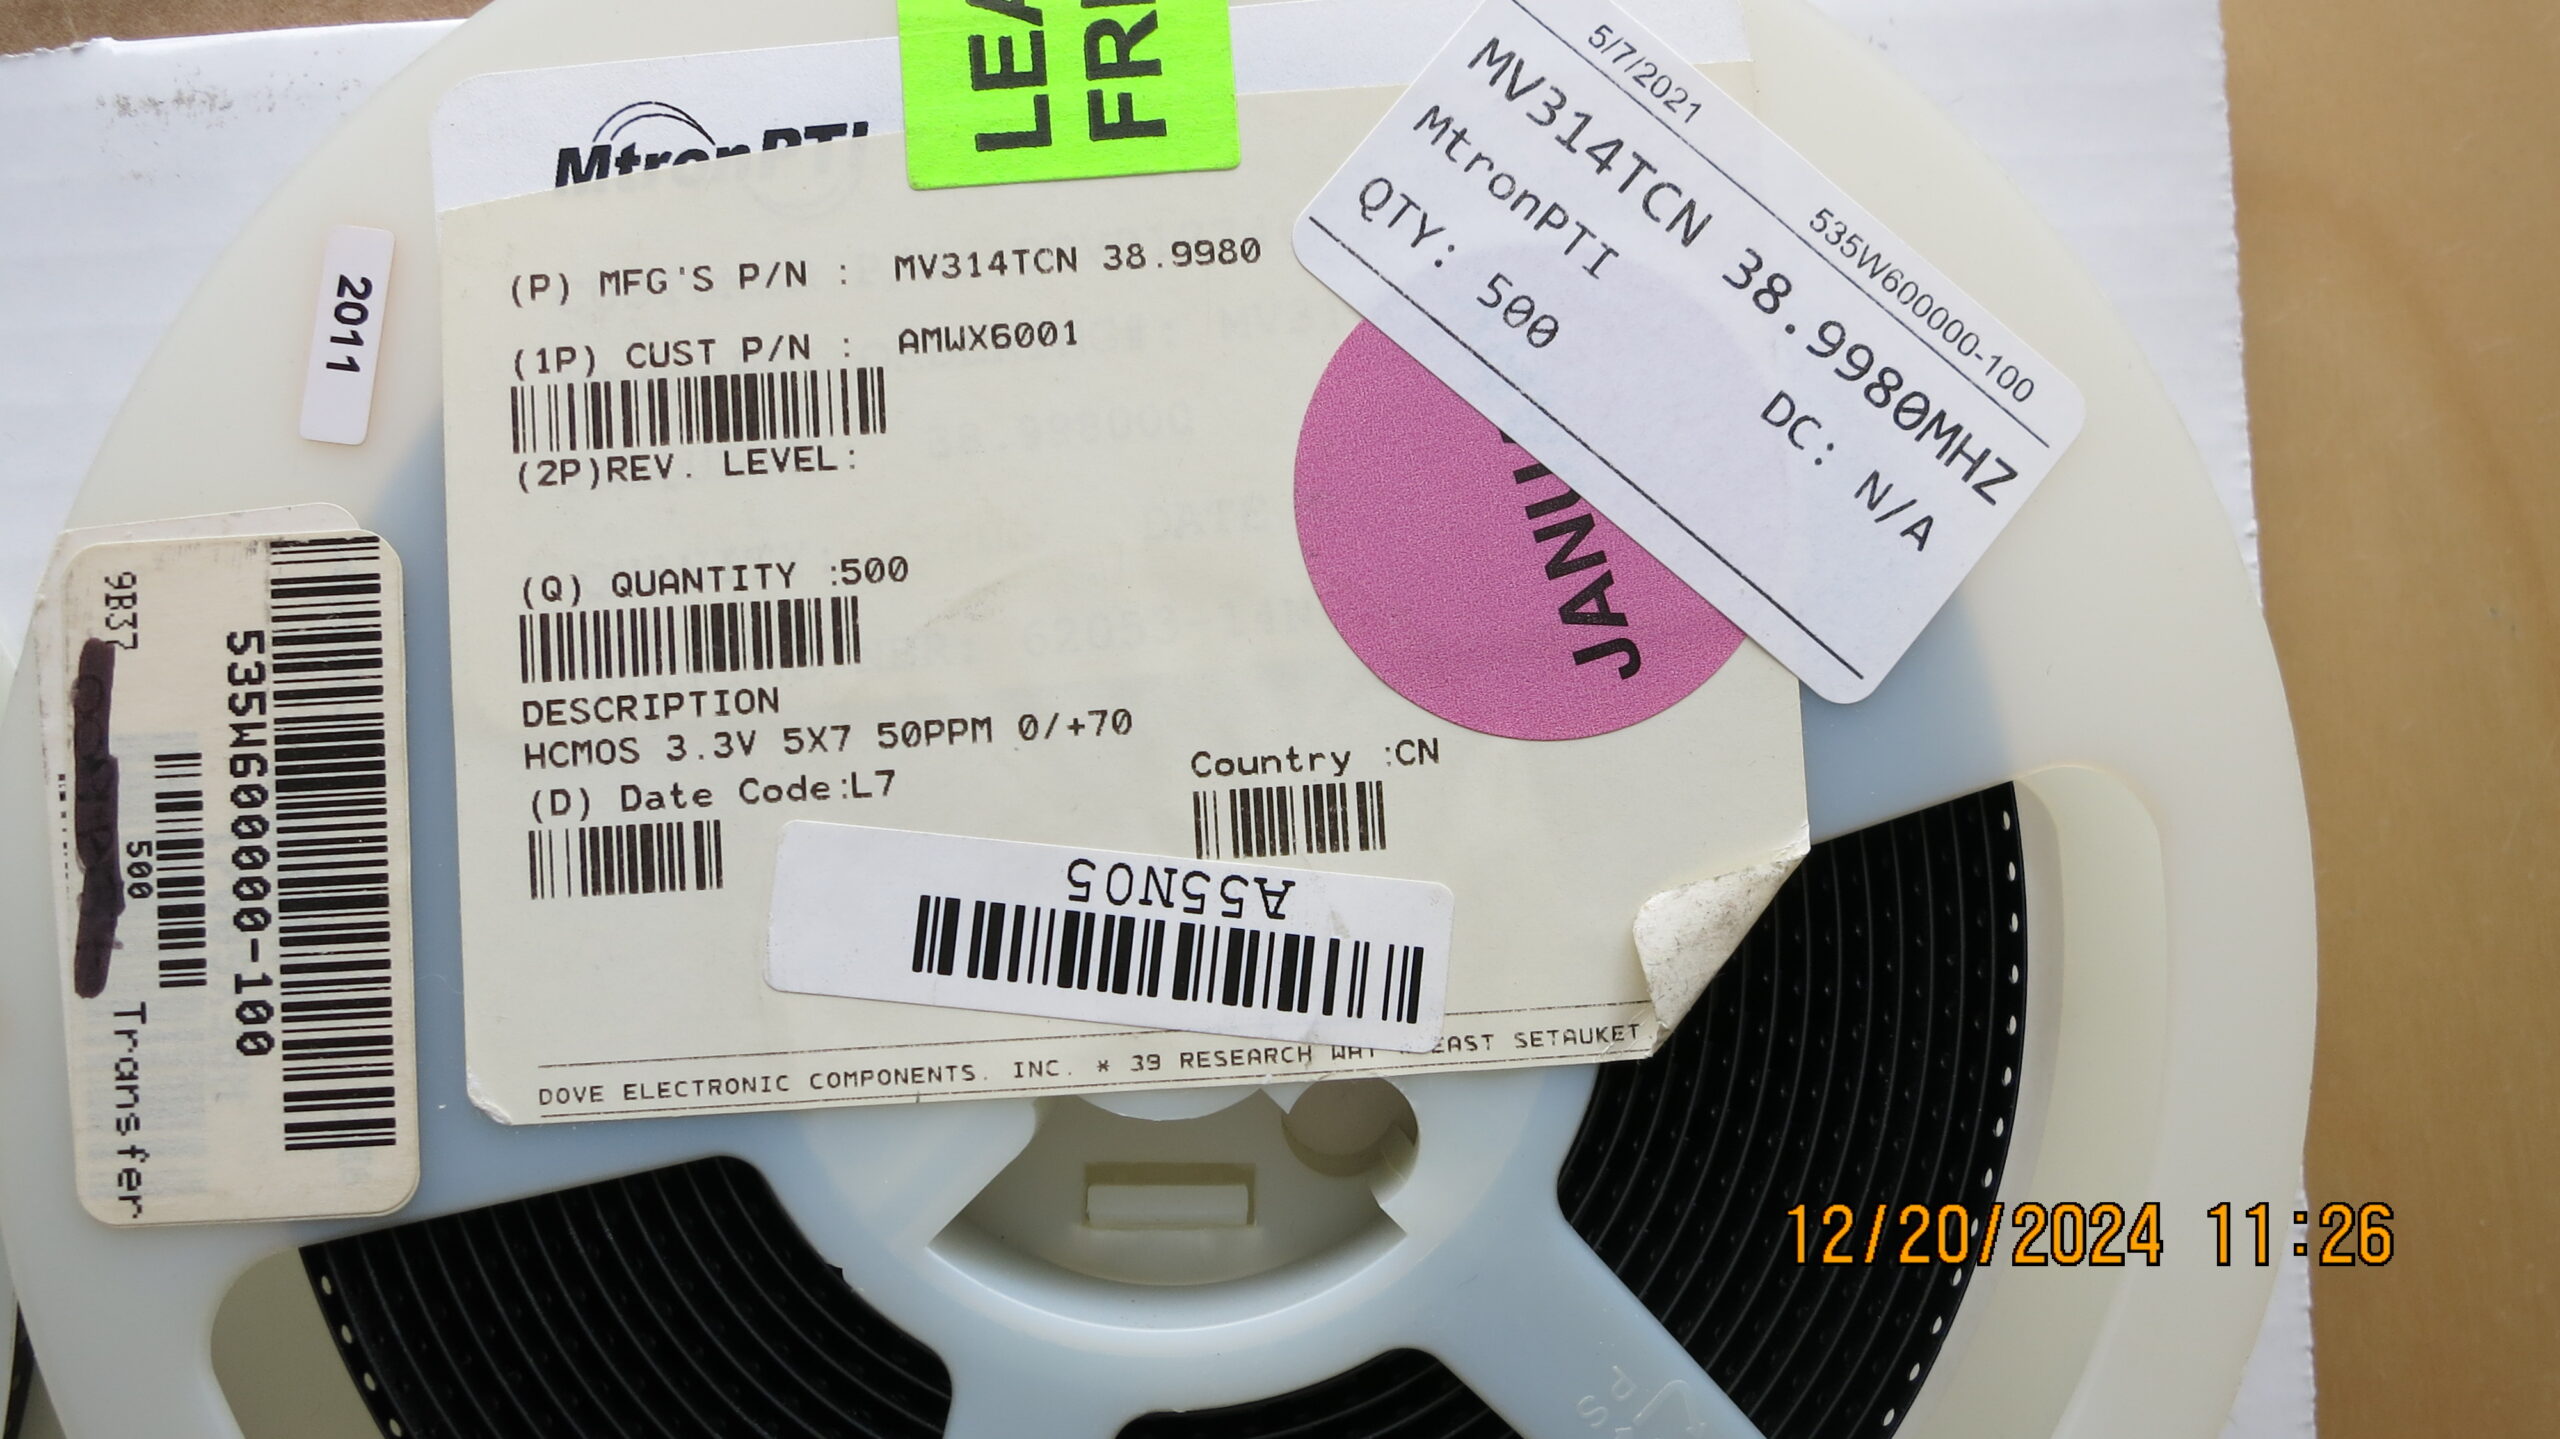 LEA
FRE
MtronPTI
(P) MFG'S P/N : MV314TCN 38.9980
(1P) CUST P/N : AMWX6001
(2P)REV. LEVEL:
(Q) QUANTITY :500
DESCRIPTION
HCMOS 3.3V 5X7 50PPM 0/+70
(D) Date Code:L7
Country :CN
A55N05
DOVE ELECTRONIC COMPONENTS. INC. * 39 RESEARCH WAY * EAST SETAUKET
5/7/2021
535W600000-100
MV314TCN 38.9980MHZ
MtronPTI
QTY: 500
DC: N/A
JANU
2011
535W600000-100
500
9B37
Transfer
12/20/2024 11:26